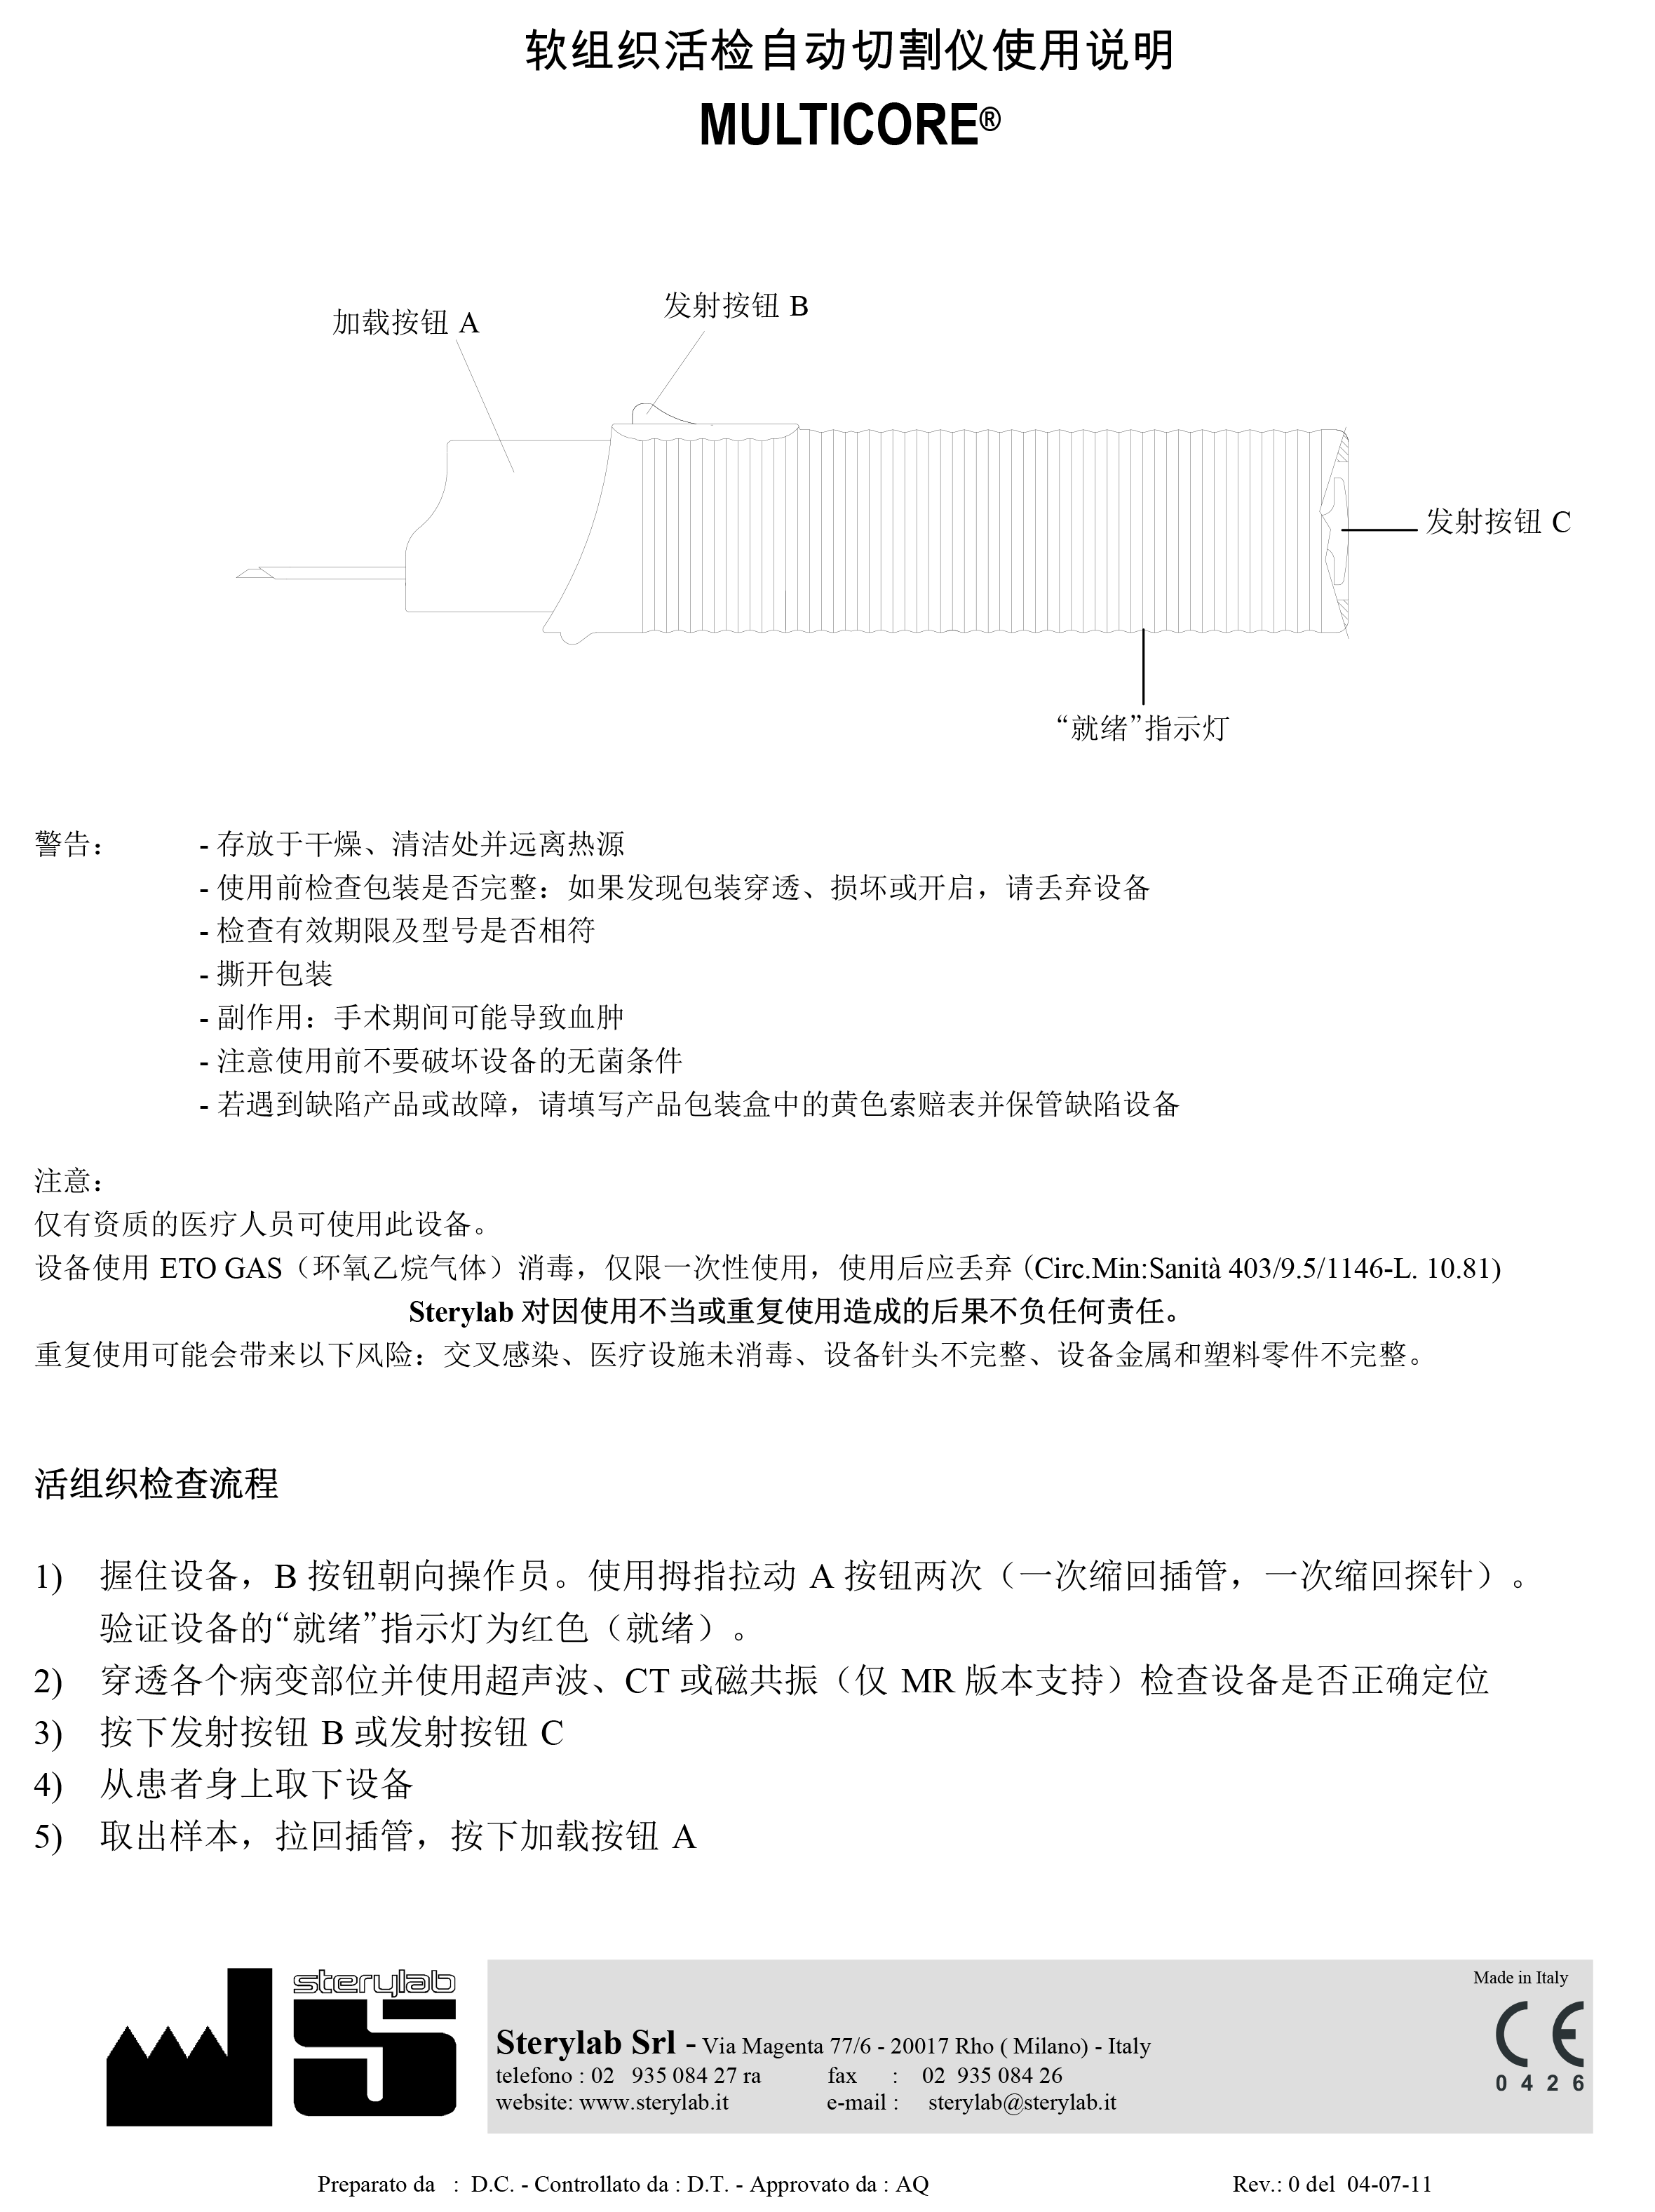 软组织活检自动切割仪使用说明
MULTICORE®
发射按钮 B
加载按钮 A
发射按钮 C
“就绪”指示灯
警告： - 存放于干燥、清洁处并远离热源
- 使用前检查包装是否完整：如果发现包装穿透、损坏或开启，请丢弃设备
- 检查有效期限及型号是否相符
- 撕开包装
- 副作用：手术期间可能导致血肿
- 注意使用前不要破坏设备的无菌条件
- 若遇到缺陷产品或故障，请填写产品包装盒中的黄色索赔表并保管缺陷设备
注意：
仅有资质的医疗人员可使用此设备。
设备使用 ETO GAS（环氧乙烷气体）消毒，仅限一次性使用，使用后应丢弃 (Circ.Min:Sanità 403/9.5/1146-L. 10.81)
Sterylab 对因使用不当或重复使用造成的后果不负任何责任。
重复使用可能会带来以下风险：交叉感染、医疗设施未消毒、设备针头不完整、设备金属和塑料零件不完整。
活组织检查流程
1) 握住设备，B 按钮朝向操作员。使用拇指拉动 A 按钮两次（一次缩回插管，一次缩回探针）。
验证设备的“就绪”指示灯为红色（就绪）。
2) 穿透各个病变部位并使用超声波、CT 或磁共振（仅 MR 版本支持）检查设备是否正确定位
3) 按下发射按钮 B 或发射按钮 C
4) 从患者身上取下设备
5) 取出样本，拉回插管，按下加载按钮 A
sterylab
Made in Italy
Sterylab Srl - Via Magenta 77/6 - 20017 Rho ( Milano) - Italy
telefono : 02 935 084 27 ra fax : 02 935 084 26
website: www.sterylab.it e-mail : sterylab@sterylab.it
CE
0 4 2 6
Preparato da : D.C. - Controllato da : D.T. - Approvato da : AQ Rev.: 0 del 04-07-11